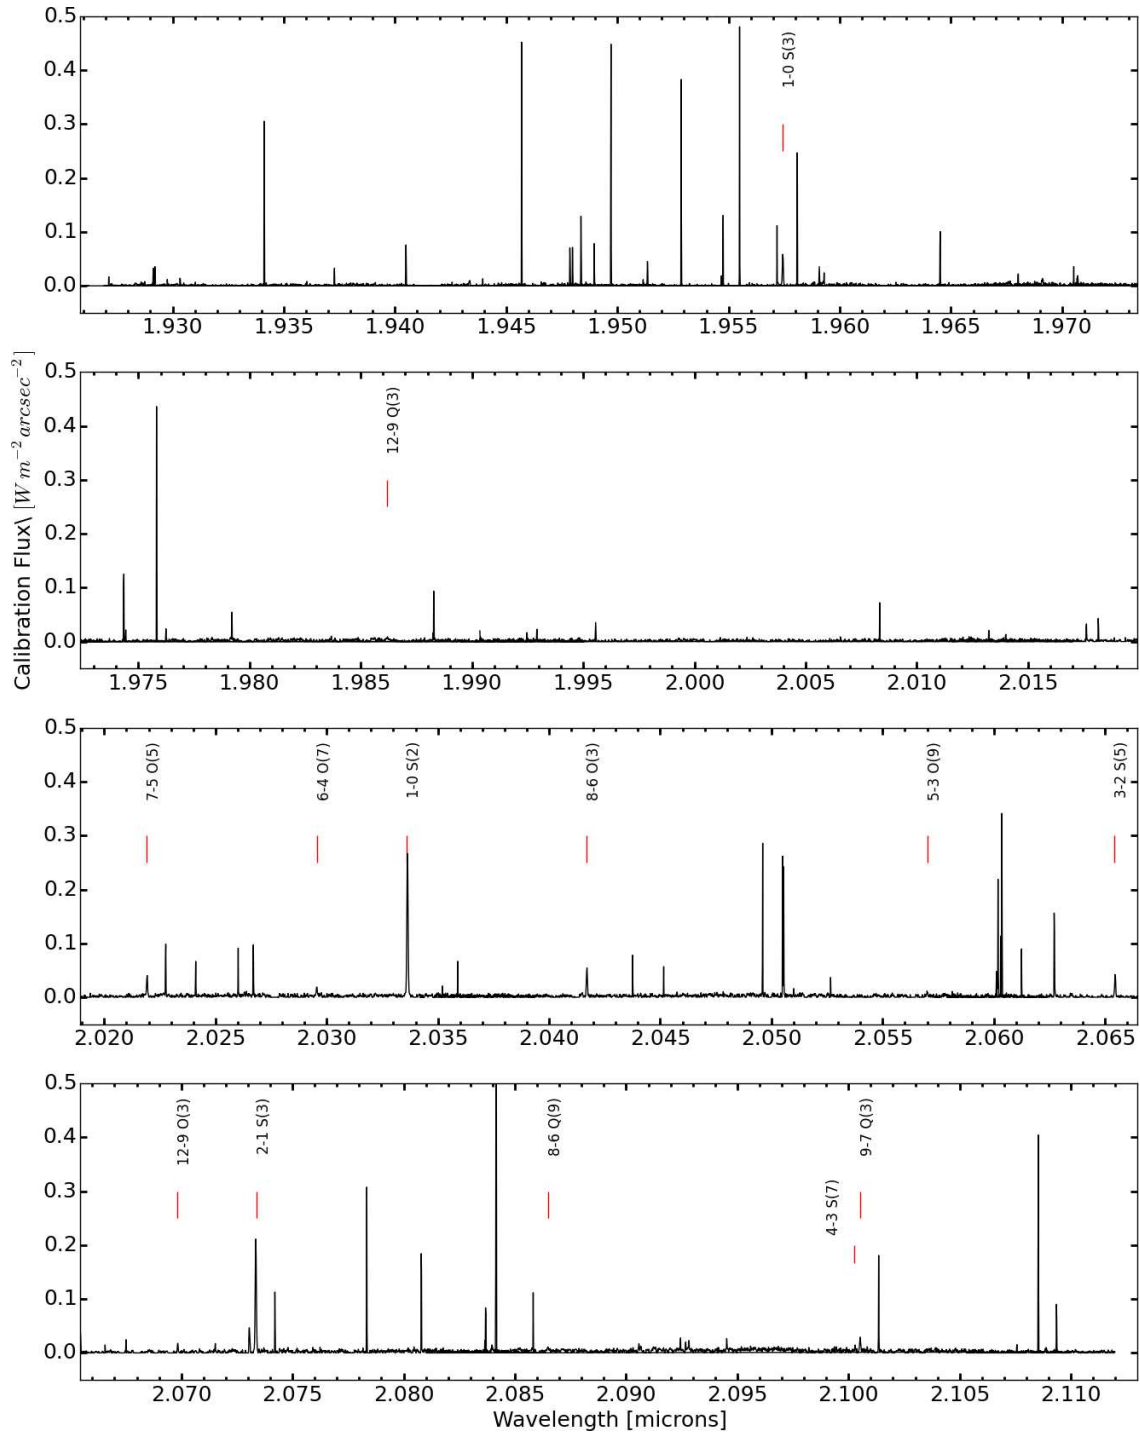 0.5
0.4
0.3
0.2
0.1
0.0
1-0 S(3)
1.930 1.935 1.940 1.945 1.950 1.955 1.960 1.965 1.970
Calibration Flux\ [W m⁻² arcsec⁻²]
0.5
0.4
0.3
0.2
0.1
0.0
12-9 Q(3)
1.975 1.980 1.985 1.990 1.995 2.000 2.005 2.010 2.015
0.5
0.4
0.3
0.2
0.1
0.0
7-5 O(5) 6-4 O(7) 1-0 S(2) 8-6 O(3) 5-3 O(9) 3-2 S(5)
2.020 2.025 2.030 2.035 2.040 2.045 2.050 2.055 2.060 2.065
0.5
0.4
0.3
0.2
0.1
0.0
12-9 O(3) 2-1 S(3) 8-6 Q(9) 4-3 S(7) 9-7 Q(3)
2.070 2.075 2.080 2.085 2.090 2.095 2.100 2.105 2.110
Wavelength [microns]